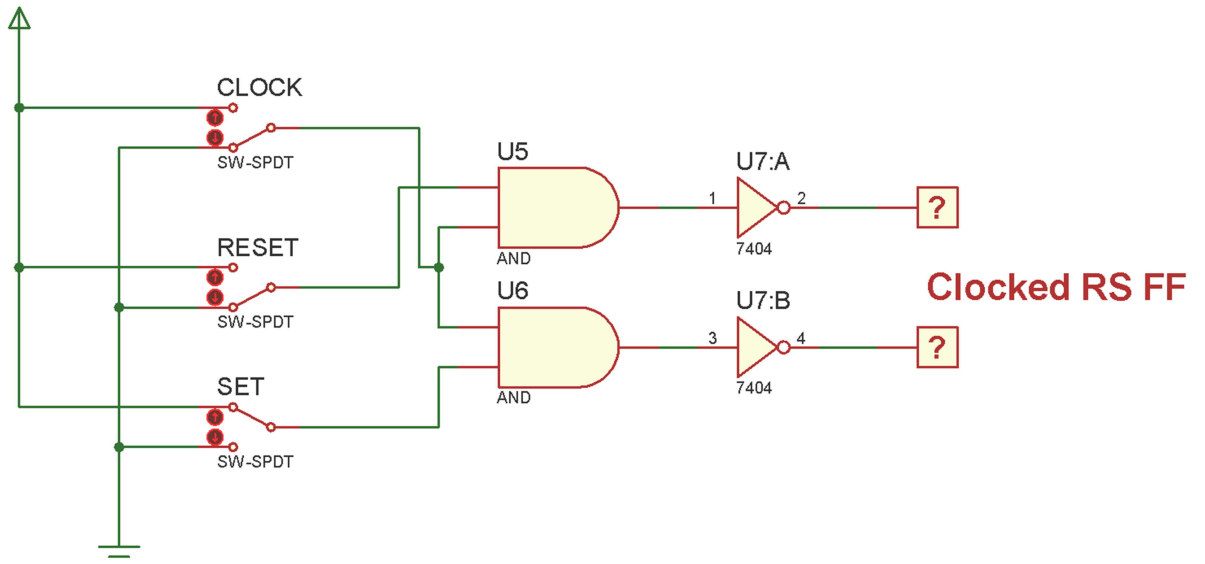 CLOCK
SW-SPDT
RESET
SW-SPDT
SET
SW-SPDT
U5
AND
U6
AND
U7:A
1
2
7404
U7:B
3
4
7404
?
?
Clocked RS FF